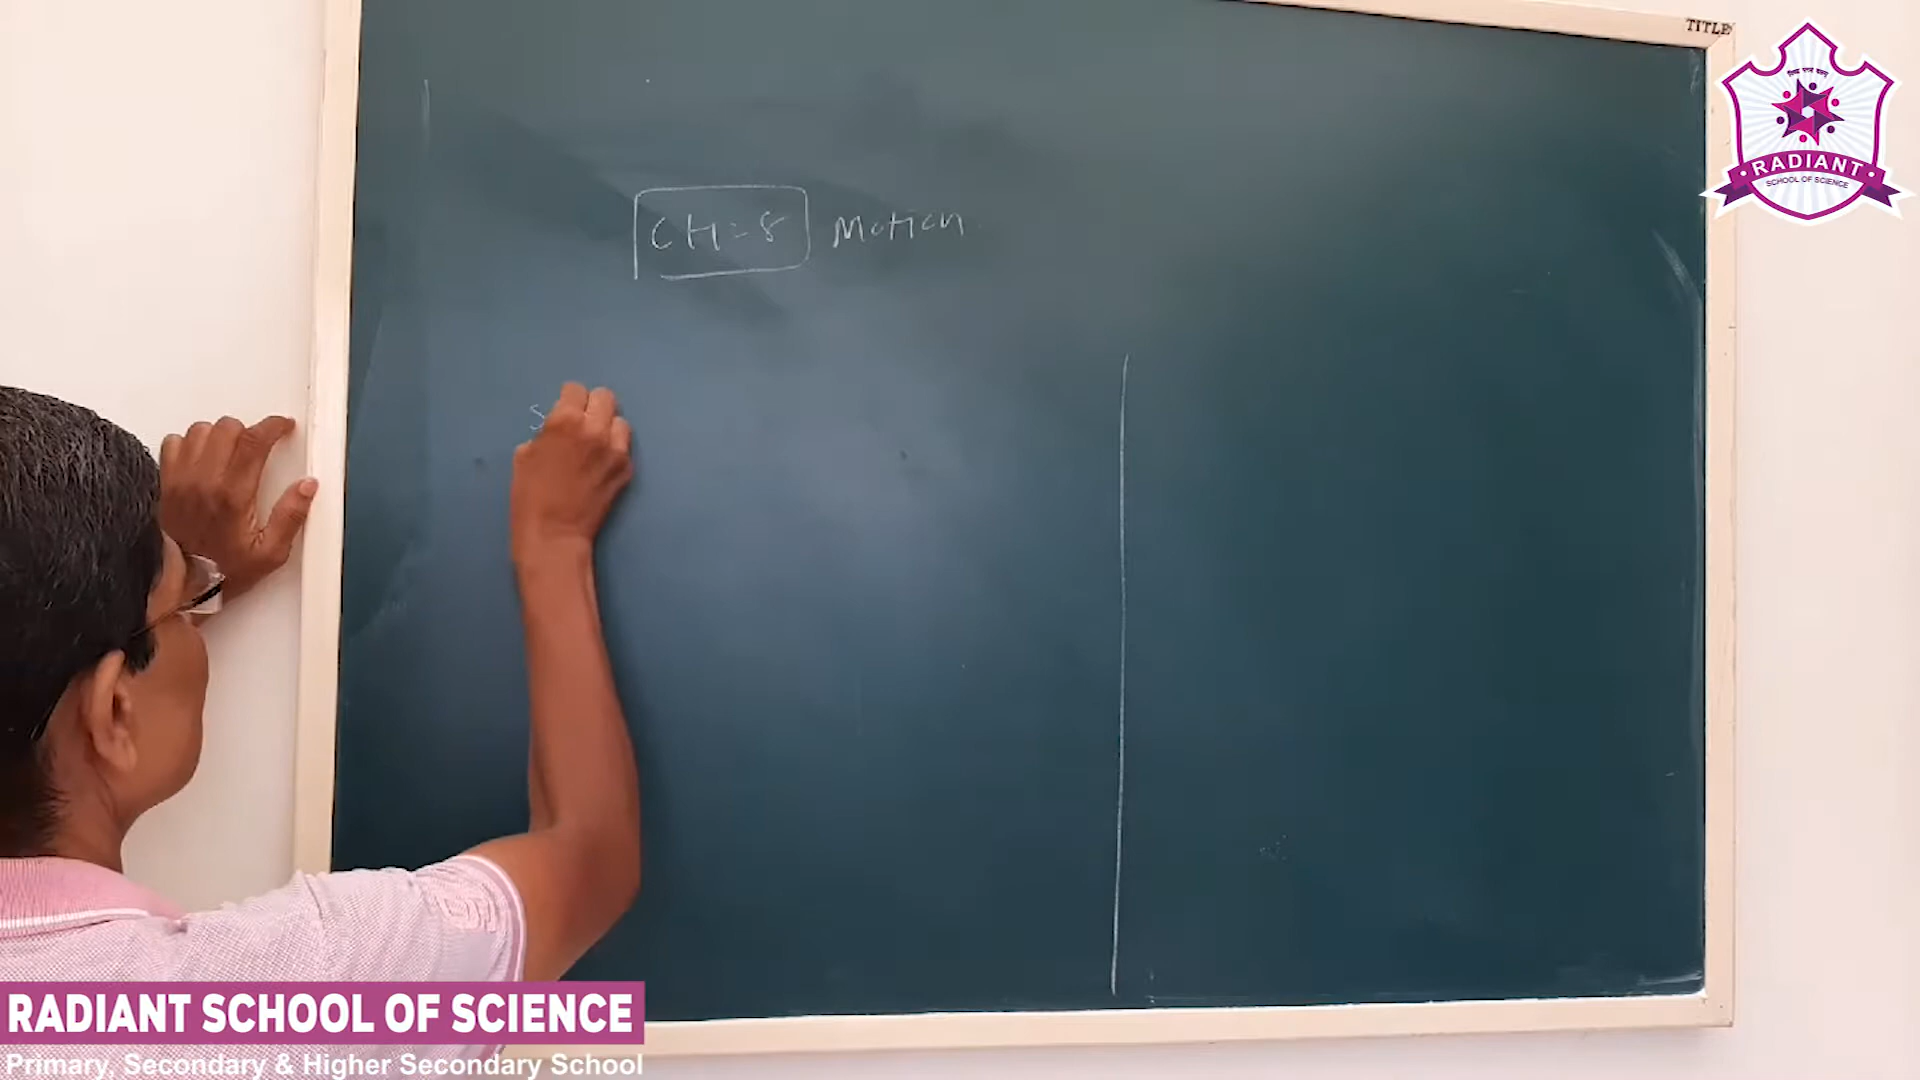 TITLE
RADIANT
SCHOOL OF SCIENCE
CH=8 Motion
S
RADIANT SCHOOL OF SCIENCE
Primary, Secondary & Higher Secondary School